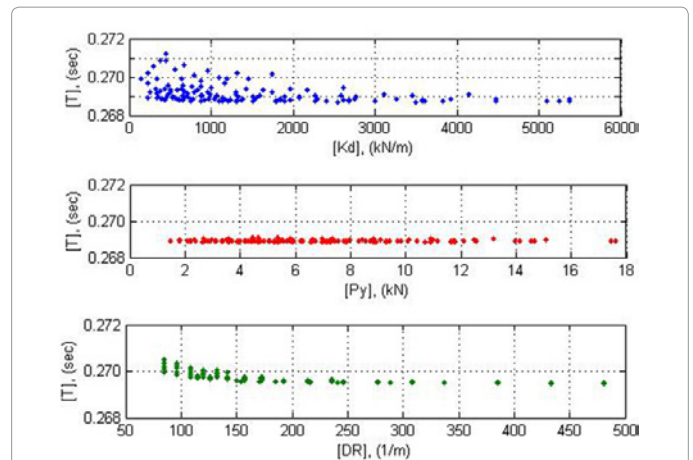 0.272
0.270
0.268
[T], (sec)
0 1000 2000 3000 4000 5000 6000
[Kd], (kN/m)
0.272
0.270
0.268
[T], (sec)
0 2 4 6 8 10 12 14 16 18
[Py], (kN)
0.272
0.270
0.268
[T], (sec)
50 100 150 200 250 300 350 400 450 500
[DR], (1/m)